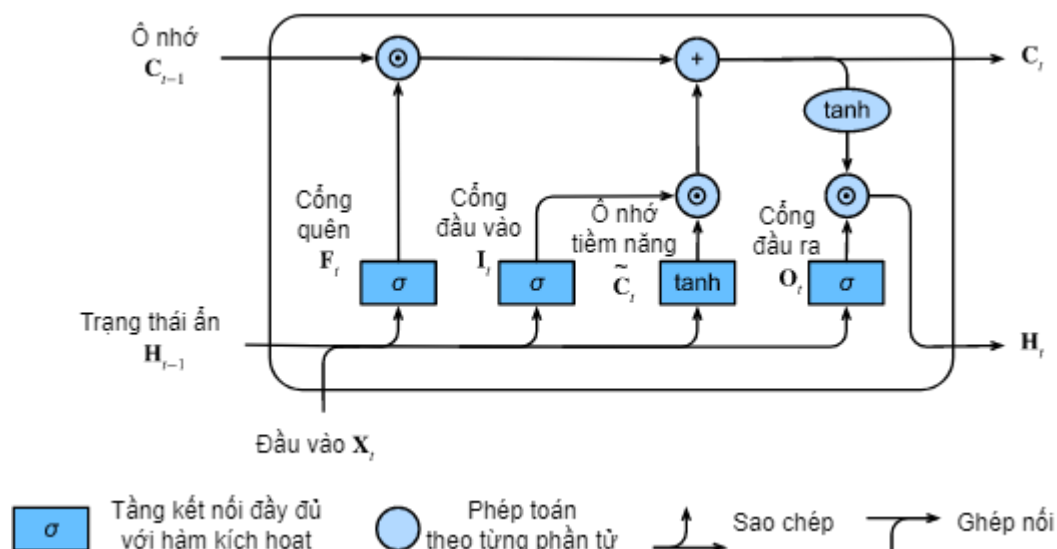 Ô nhớ
C_{t-1}
C_t
tanh
Cổng
quên
F_t
Cổng
đầu vào
I_t
Ô nhớ
tiềm năng
C̃_t
Cổng
đầu ra
O_t
σ
σ
tanh
σ
Trạng thái ẩn
H_{t-1}
H_t
Đầu vào X_t
σ
Tầng kết nối đầy đủ
với hàm kích hoạt
Phép toán
theo từng phần tử
Sao chép
Ghép nối